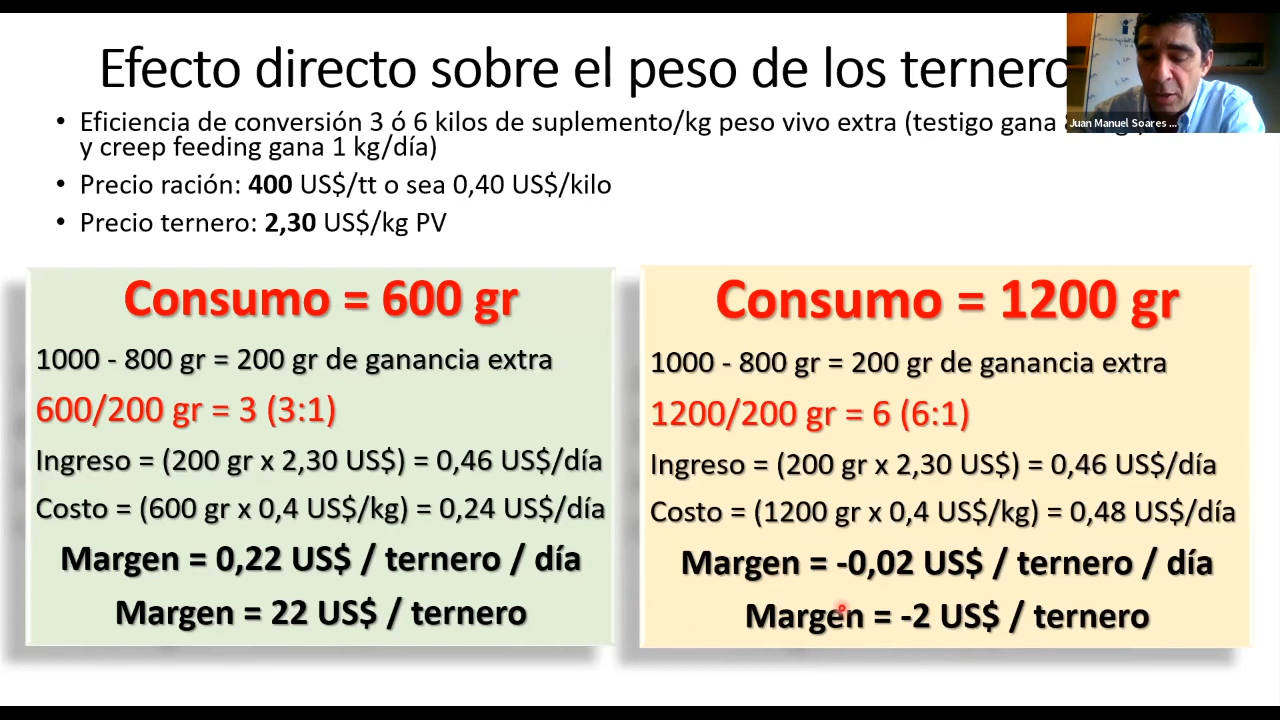 Efecto directo sobre el peso de los ternero
• Eficiencia de conversión 3 ó 6 kilos de suplemento/kg peso vivo extra (testigo gana
y creep feeding gana 1 kg/día)
• Precio ración: 400 US$/tt o sea 0,40 US$/kilo
• Precio ternero: 2,30 US$/kg PV
Juan Manuel Soares ...
Consumo = 600 gr
1000 - 800 gr = 200 gr de ganancia extra
600/200 gr = 3 (3:1)
Ingreso = (200 gr x 2,30 US$) = 0,46 US$/día
Costo = (600 gr x 0,4 US$/kg) = 0,24 US$/día
Margen = 0,22 US$ / ternero / día
Margen = 22 US$ / ternero
Consumo = 1200 gr
1000 - 800 gr = 200 gr de ganancia extra
1200/200 gr = 6 (6:1)
Ingreso = (200 gr x 2,30 US$) = 0,46 US$/día
Costo = (1200 gr x 0,4 US$/kg) = 0,48 US$/día
Margen = -0,02 US$ / ternero / día
Margen = -2 US$ / ternero